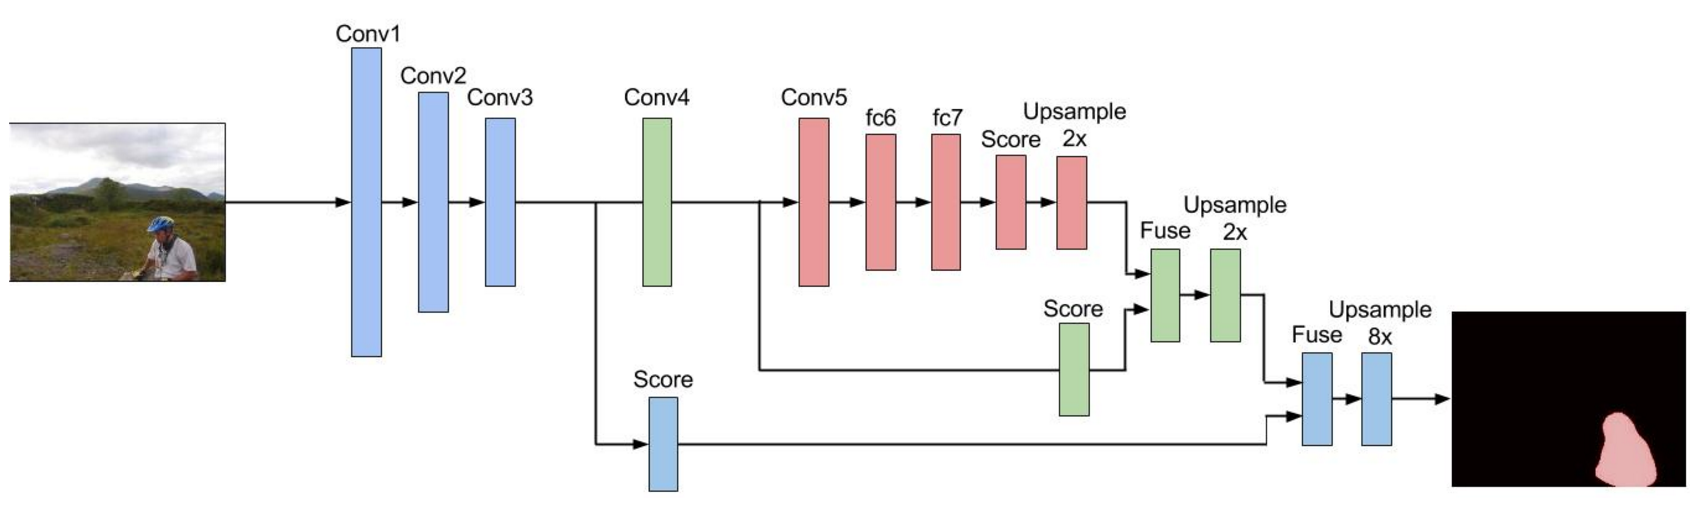 Conv1
Conv2
Conv3
Conv4
Conv5
fc6
fc7
Score
Upsample
2x
Fuse
Upsample
2x
Score
Score
Fuse
Upsample
8x